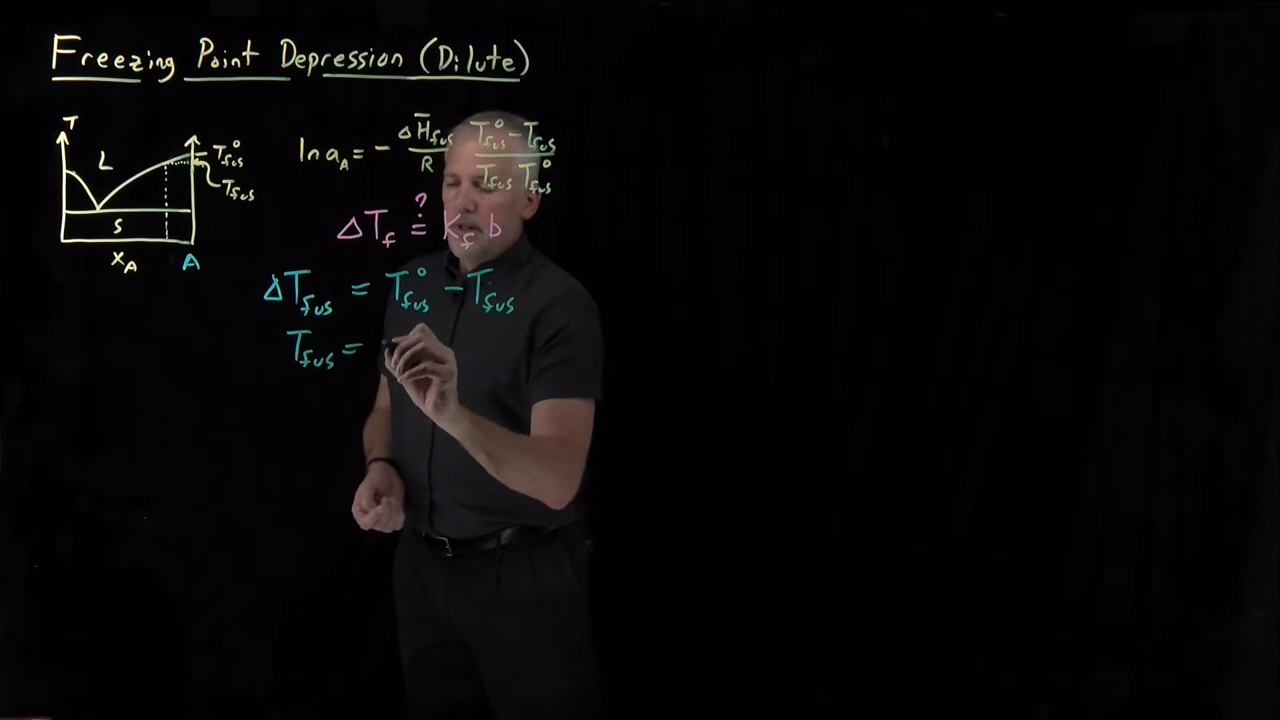 Freezing Point Depression (Dilute)
T
L
T°fus
Tfus
S
xA
A
ln aA = - ΔH̄fus/R (T°fus - Tfus)/(Tfus T°fus)
ΔTf ≟ Kf b
ΔTfus = T°fus - Tfus
Tfus =